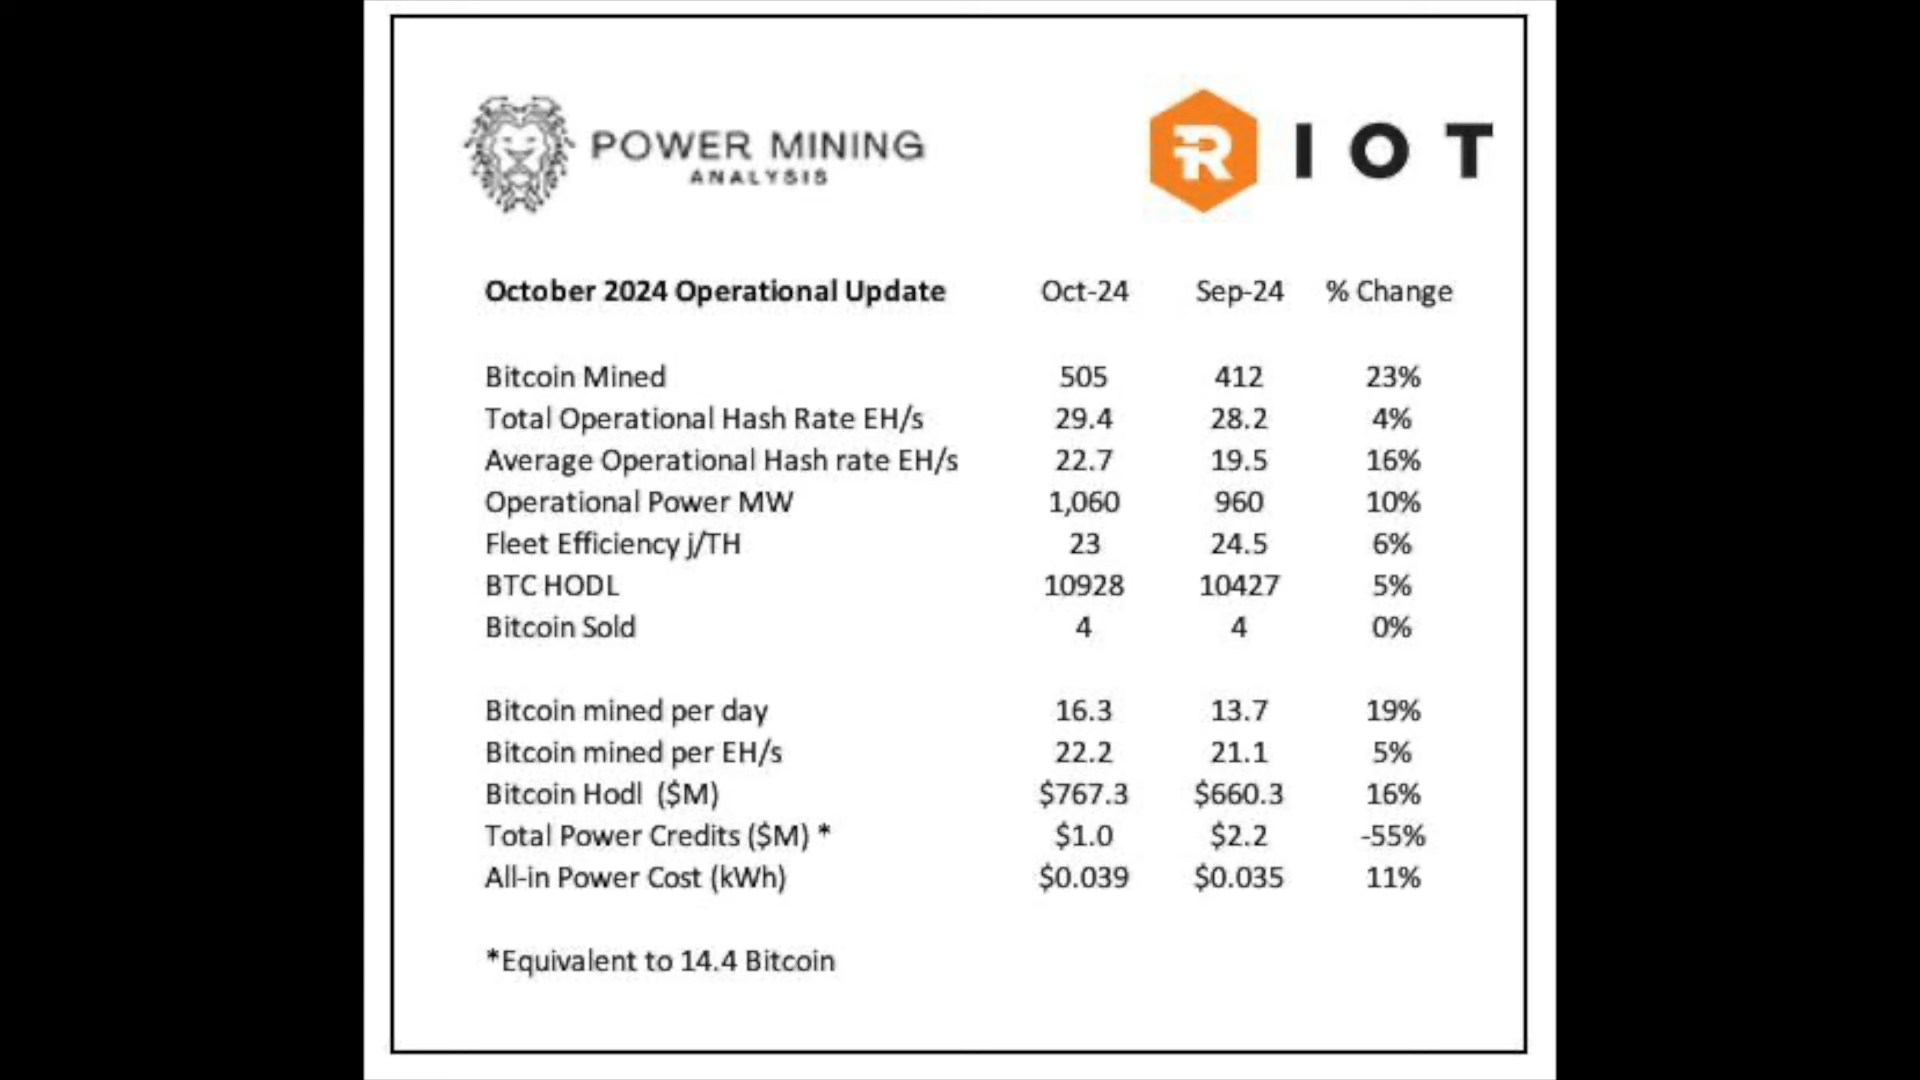 POWER MINING
ANALYSIS
R I O T
October 2024 Operational Update Oct-24 Sep-24 % Change
Bitcoin Mined 505 412 23%
Total Operational Hash Rate EH/s 29.4 28.2 4%
Average Operational Hash rate EH/s 22.7 19.5 16%
Operational Power MW 1,060 960 10%
Fleet Efficiency j/TH 23 24.5 6%
BTC HODL 10928 10427 5%
Bitcoin Sold 4 4 0%
Bitcoin mined per day 16.3 13.7 19%
Bitcoin mined per EH/s 22.2 21.1 5%
Bitcoin Hodl ($M) $767.3 $660.3 16%
Total Power Credits ($M) * $1.0 $2.2 -55%
All-in Power Cost (kWh) $0.039 $0.035 11%
*Equivalent to 14.4 Bitcoin